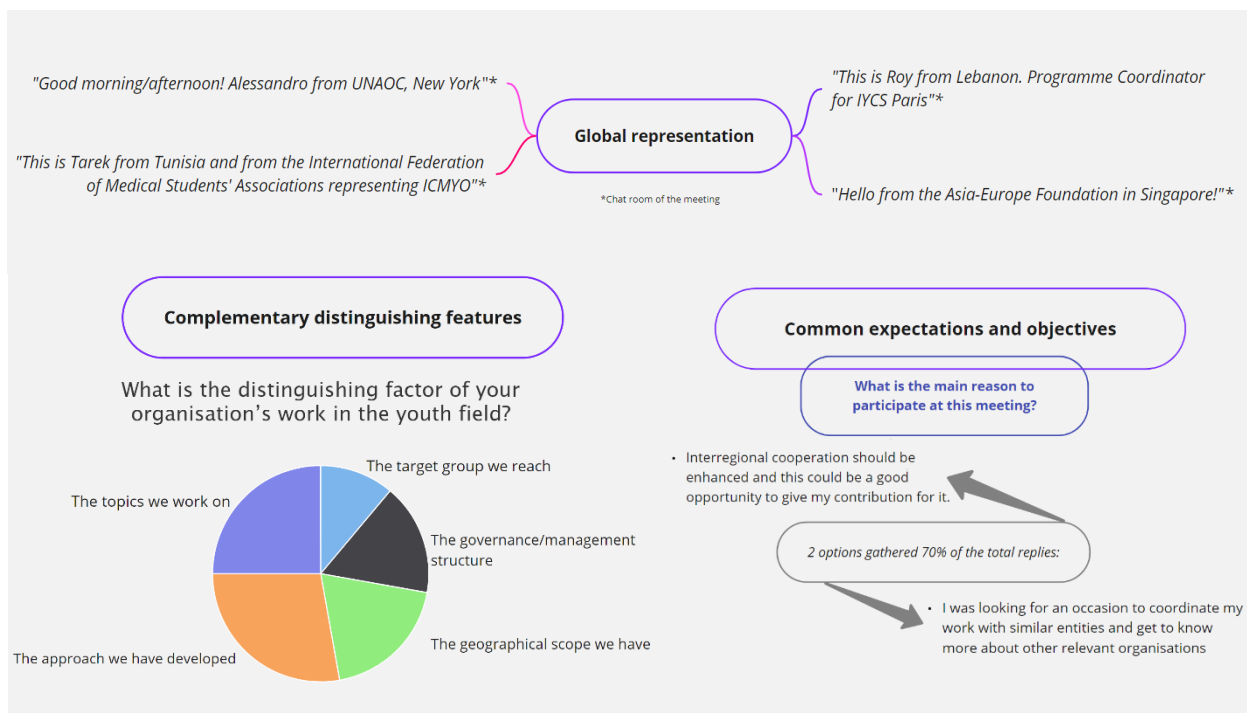 "Good morning/afternoon! Alessandro from UNAOC, New York"*
"This is Tarek from Tunisia and from the International Federation
of Medical Students' Associations representing ICMYO"*
Global representation
*Chat room of the meeting
"This is Roy from Lebanon. Programme Coordinator
for IYCS Paris"*
"Hello from the Asia-Europe Foundation in Singapore!"*
Complementary distinguishing features
What is the distinguishing factor of your
organisation's work in the youth field?
The target group we reach
The topics we work on
The governance/management
structure
The geographical scope we have
The approach we have developed
Common expectations and objectives
What is the main reason to
participate at this meeting?
• Interregional cooperation should be
enhanced and this could be a good
opportunity to give my contribution for it.
2 options gathered 70% of the total replies:
• I was looking for an occasion to coordinate my
work with similar entities and get to know
more about other relevant organisations